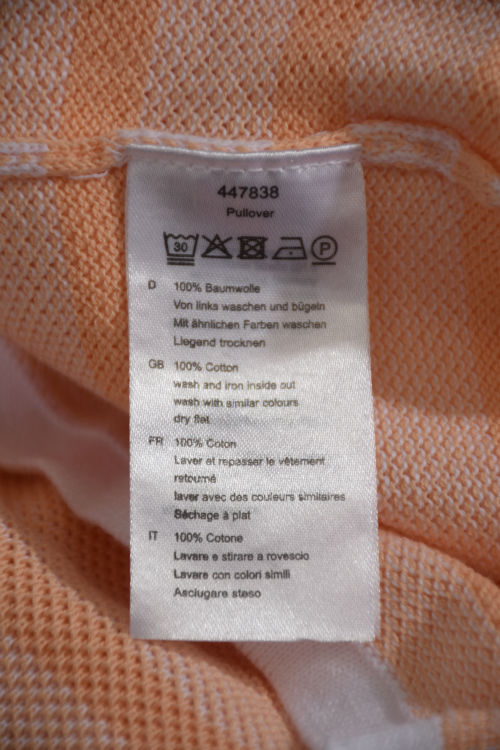 447838
Pullover
30 P
D 100% Baumwolle
Von links waschen und bügeln
Mit ähnlichen Farben waschen
Liegend trocknen
GB 100% Cotton
wash and iron inside out
wash with similar colours
dry flat
FR 100% Coton
Laver et repasser le vêtement
retourné
laver avec des couleurs similaires
Séchage à plat
IT 100% Cotone
Lavare e stirare a rovescio
Lavare con colori simili
Asciugare steso